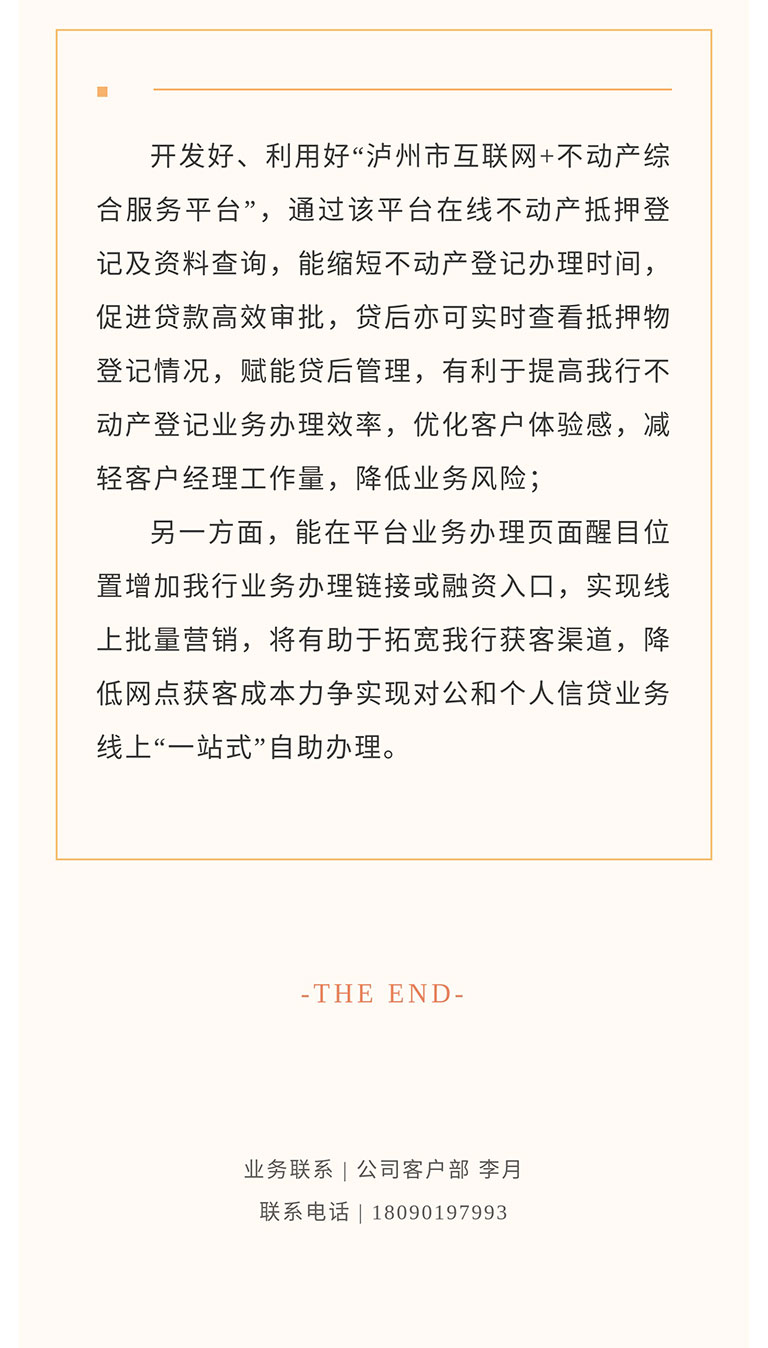 开发好、利用好“泸州市互联网+不动产综
合服务平台”，通过该平台在线不动产抵押登
记及资料查询，能缩短不动产登记办理时间，
促进贷款高效审批，贷后亦可实时查看抵押物
登记情况，赋能贷后管理，有利于提高我行不
动产登记业务办理效率，优化客户体验感，减
轻客户经理工作量，降低业务风险；
另一方面，能在平台业务办理页面醒目位
置增加我行业务办理链接或融资入口，实现线
上批量营销，将有助于拓宽我行获客渠道，降
低网点获客成本力争实现对公和个人信贷业务
线上“一站式”自助办理。
-THE END-
业务联系 | 公司客户部 李月
联系电话 | 18090197993